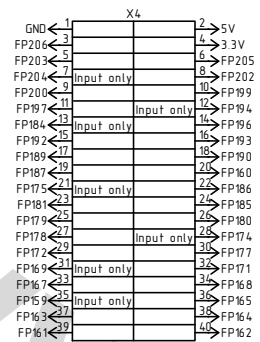 X4
GND 1 2 5V
FP206 3 4 3.3V
FP203 5 6 FP205
FP204 7 Input only 8 FP202
FP200 9 10 FP199
FP197 11 Input only 12 FP194
FP184 13 Input only 14 FP196
FP192 15 16 FP193
FP189 17 18 FP190
FP187 19 20 FP160
FP175 21 Input only 22 FP186
FP181 23 24 FP185
FP179 25 26 FP180
FP178 27 Input only 28 FP174
FP172 29 30 FP177
FP169 31 Input only 32 FP171
FP167 33 34 FP168
FP159 35 Input only 36 FP165
FP163 37 38 FP164
FP161 39 40 FP162